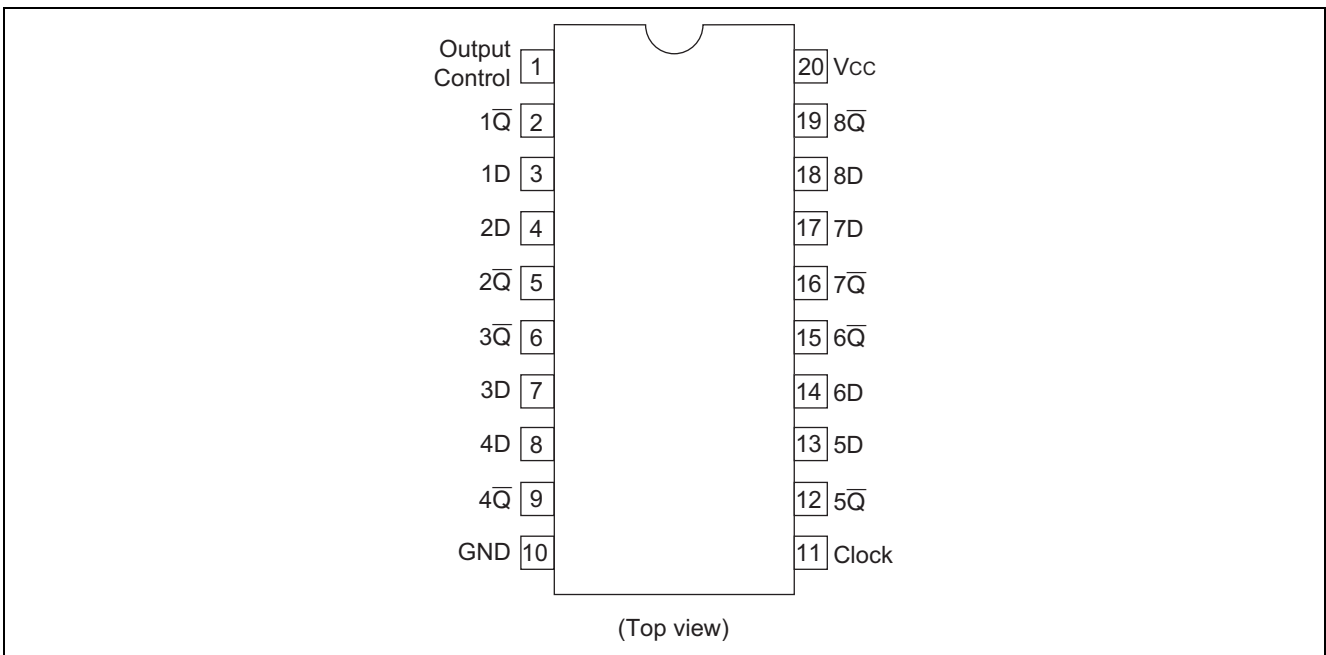 Output
Control 1
20 VCC
1Q̅ 2
19 8Q̅
1D 3
18 8D
2D 4
17 7D
2Q̅ 5
16 7Q̅
3Q̅ 6
15 6Q̅
3D 7
14 6D
4D 8
13 5D
4Q̅ 9
12 5Q̅
GND 10
11 Clock
(Top view)